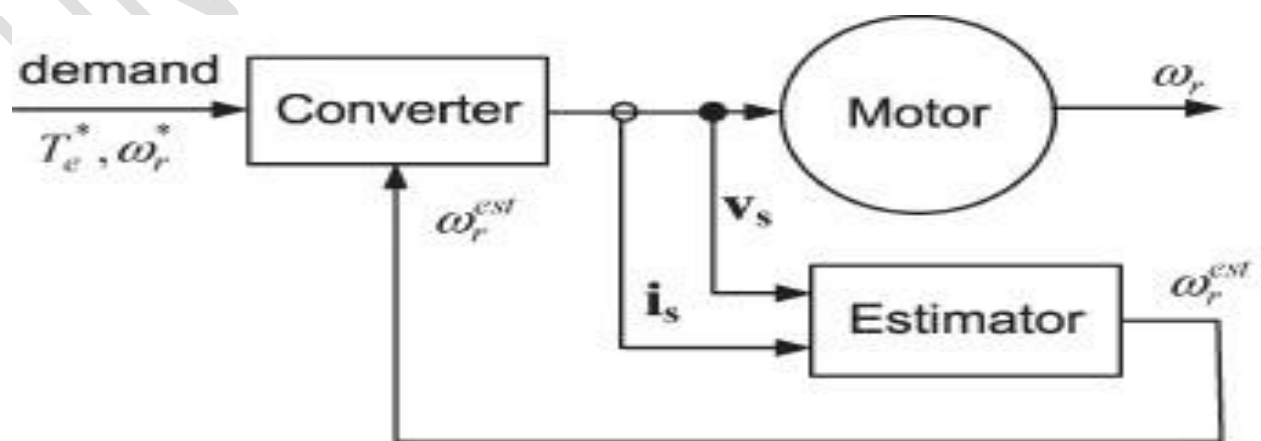 demand
Converter
Motor
ω_r
T_e^*, ω_r^*
ω_r^{est}
v_s
i_s
Estimator
ω_r^{est}